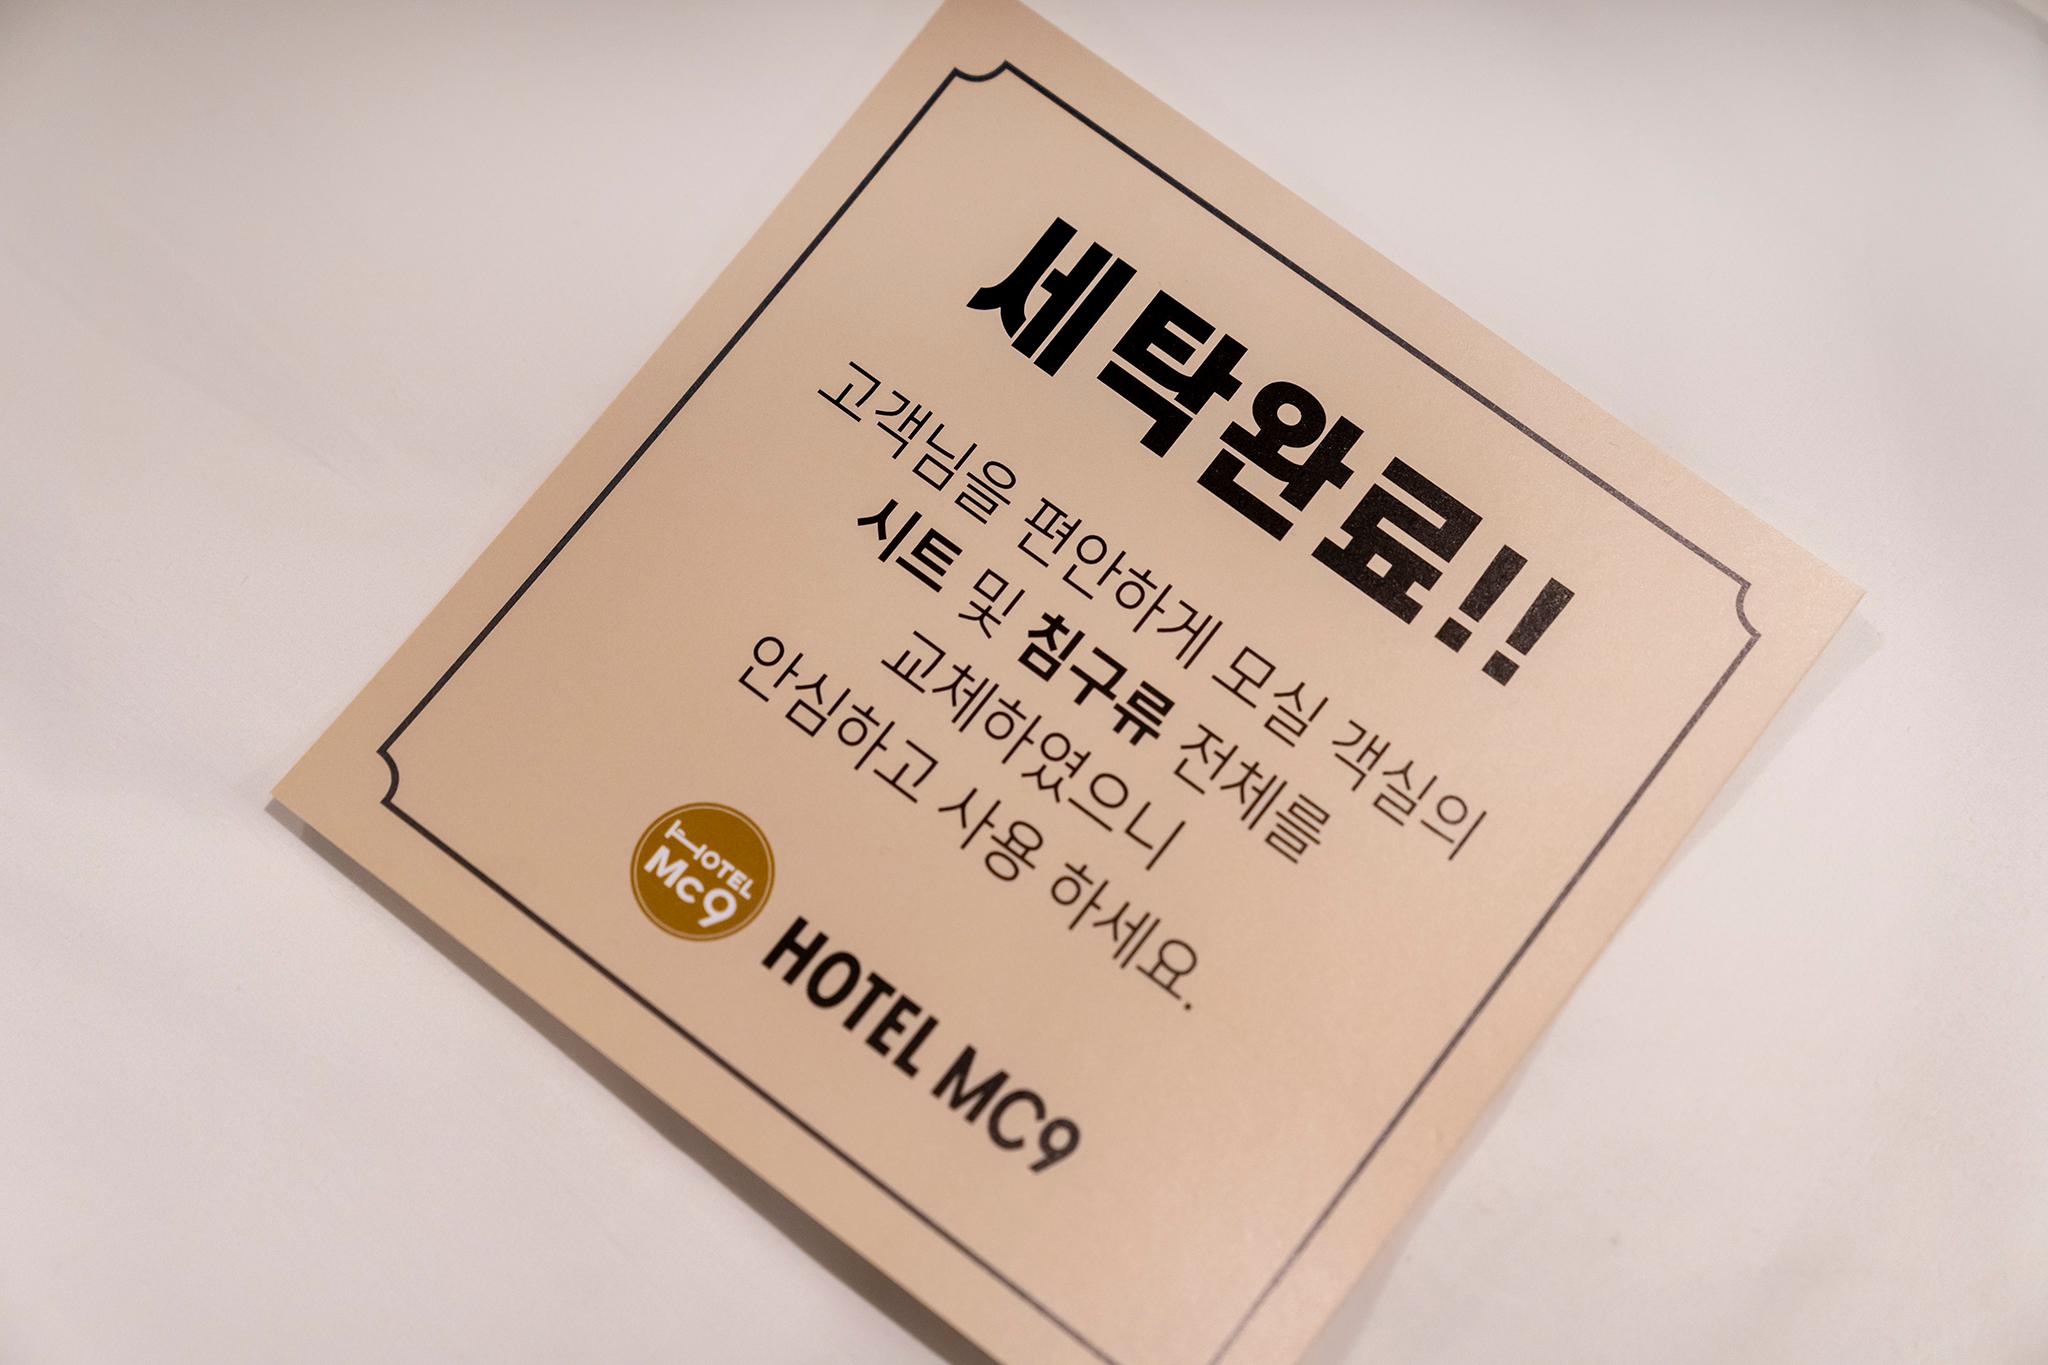 세탁완료!!
고객님을 편안하게 모실 객실의
시트 및 침구류 전체를
교체하였으니
안심하고 사용 하세요.
HOTEL
Mc9
HOTEL MC9